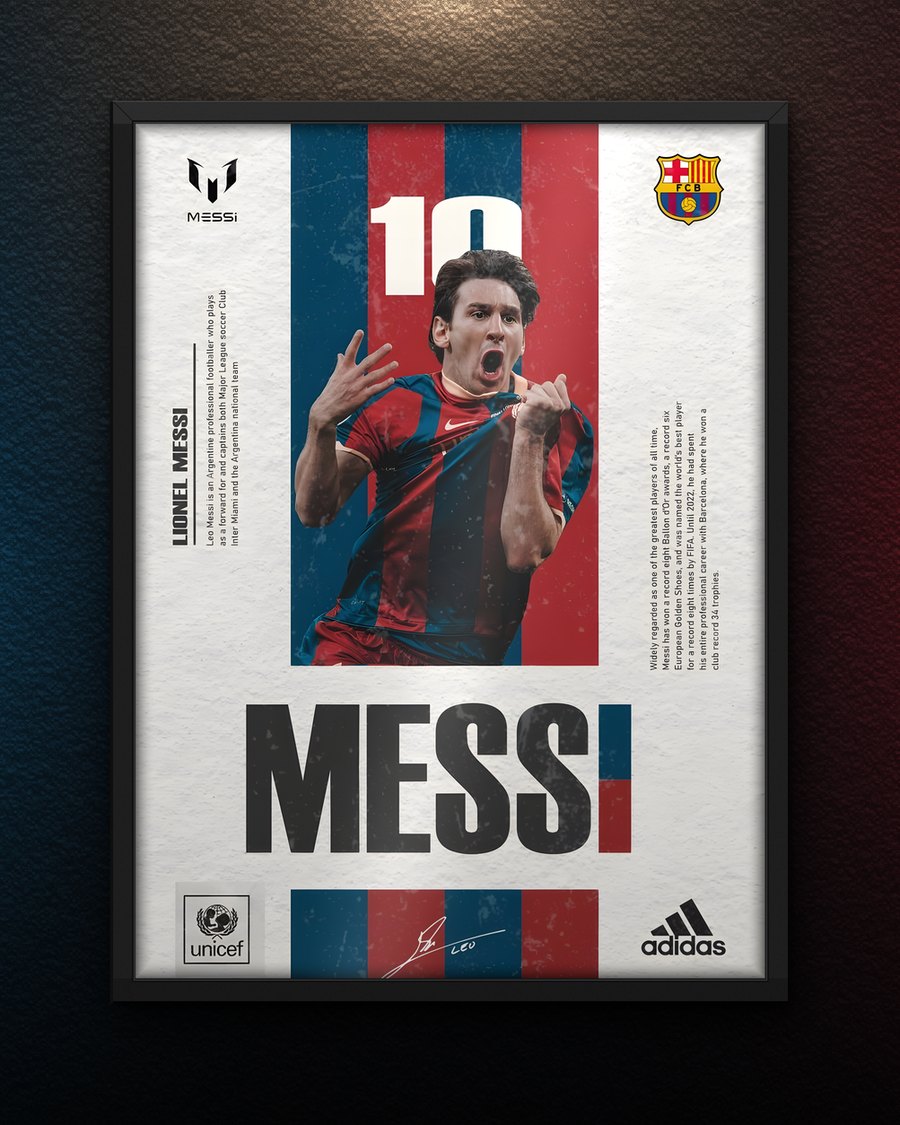 MESSi
FCB
10
LIONEL MESSI
Leo Messi is an Argentine professional footballer who plays
as a forward for and captains both Major League soccer Club
Inter Miami and the Argentina national team
Widely regarded as one of the greatest players of all time,
Messi has won a record eight Ballon d'Or awards, a record six
European Golden Shoes, and was named the world's best player
for a record eight times by FIFA. Until 2022, he had spent
his entire professional career with Barcelona, where he won a
club record 34 trophies.
MESSI
unicef
LEO
adidas